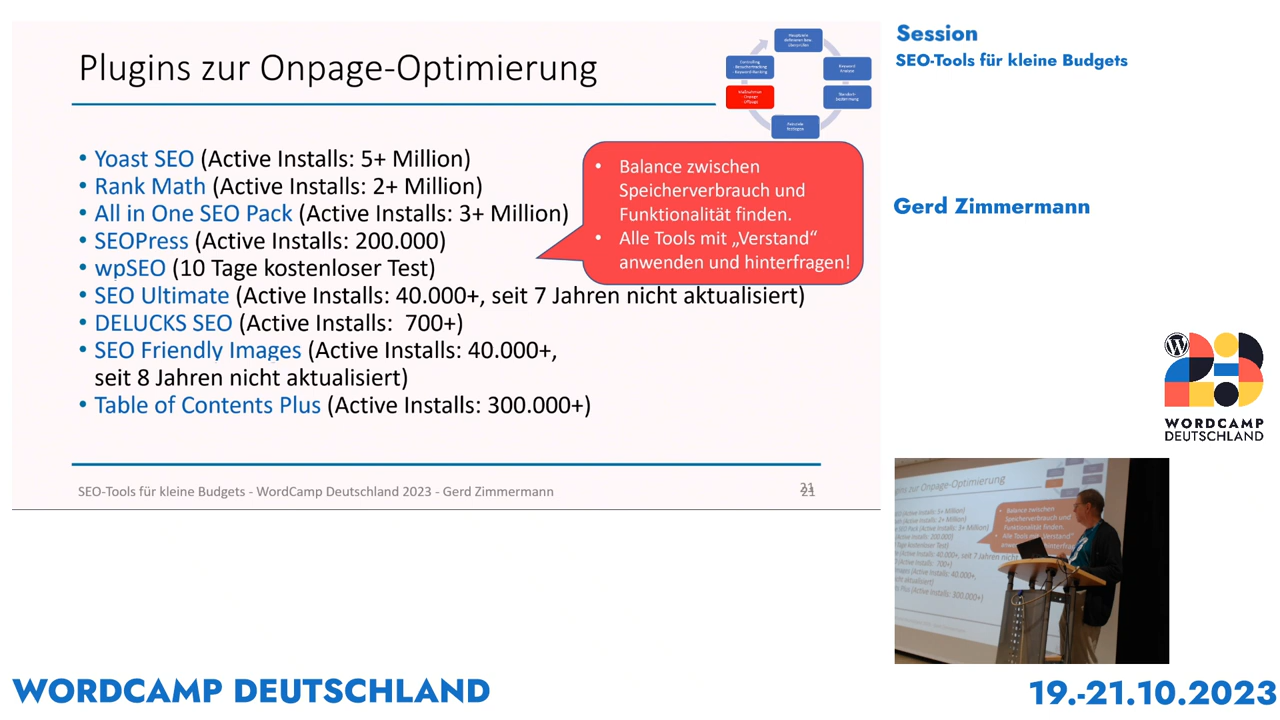 Plugins zur Onpage-Optimierung
• Yoast SEO (Active Installs: 5+ Million)
• Rank Math (Active Installs: 2+ Million)
• All in One SEO Pack (Active Installs: 3+ Million)
• SEOPress (Active Installs: 200.000)
• wpSEO (10 Tage kostenloser Test)
• SEO Ultimate (Active Installs: 40.000+, seit 7 Jahren nicht aktualisiert)
• DELUCKS SEO (Active Installs:  700+)
• SEO Friendly Images (Active Installs: 40.000+,
seit 8 Jahren nicht aktualisiert)
• Table of Contents Plus (Active Installs: 300.000+)
• Balance zwischen
Speicherverbrauch und
Funktionalität finden.
• Alle Tools mit „Verstand“
anwenden und hinterfragen!
SEO-Tools für kleine Budgets - WordCamp Deutschland 2023 - Gerd Zimmermann
21
Session
SEO-Tools für kleine Budgets
Gerd Zimmermann
WORDCAMP
DEUTSCHLAND
WORDCAMP DEUTSCHLAND
19.-21.10.2023